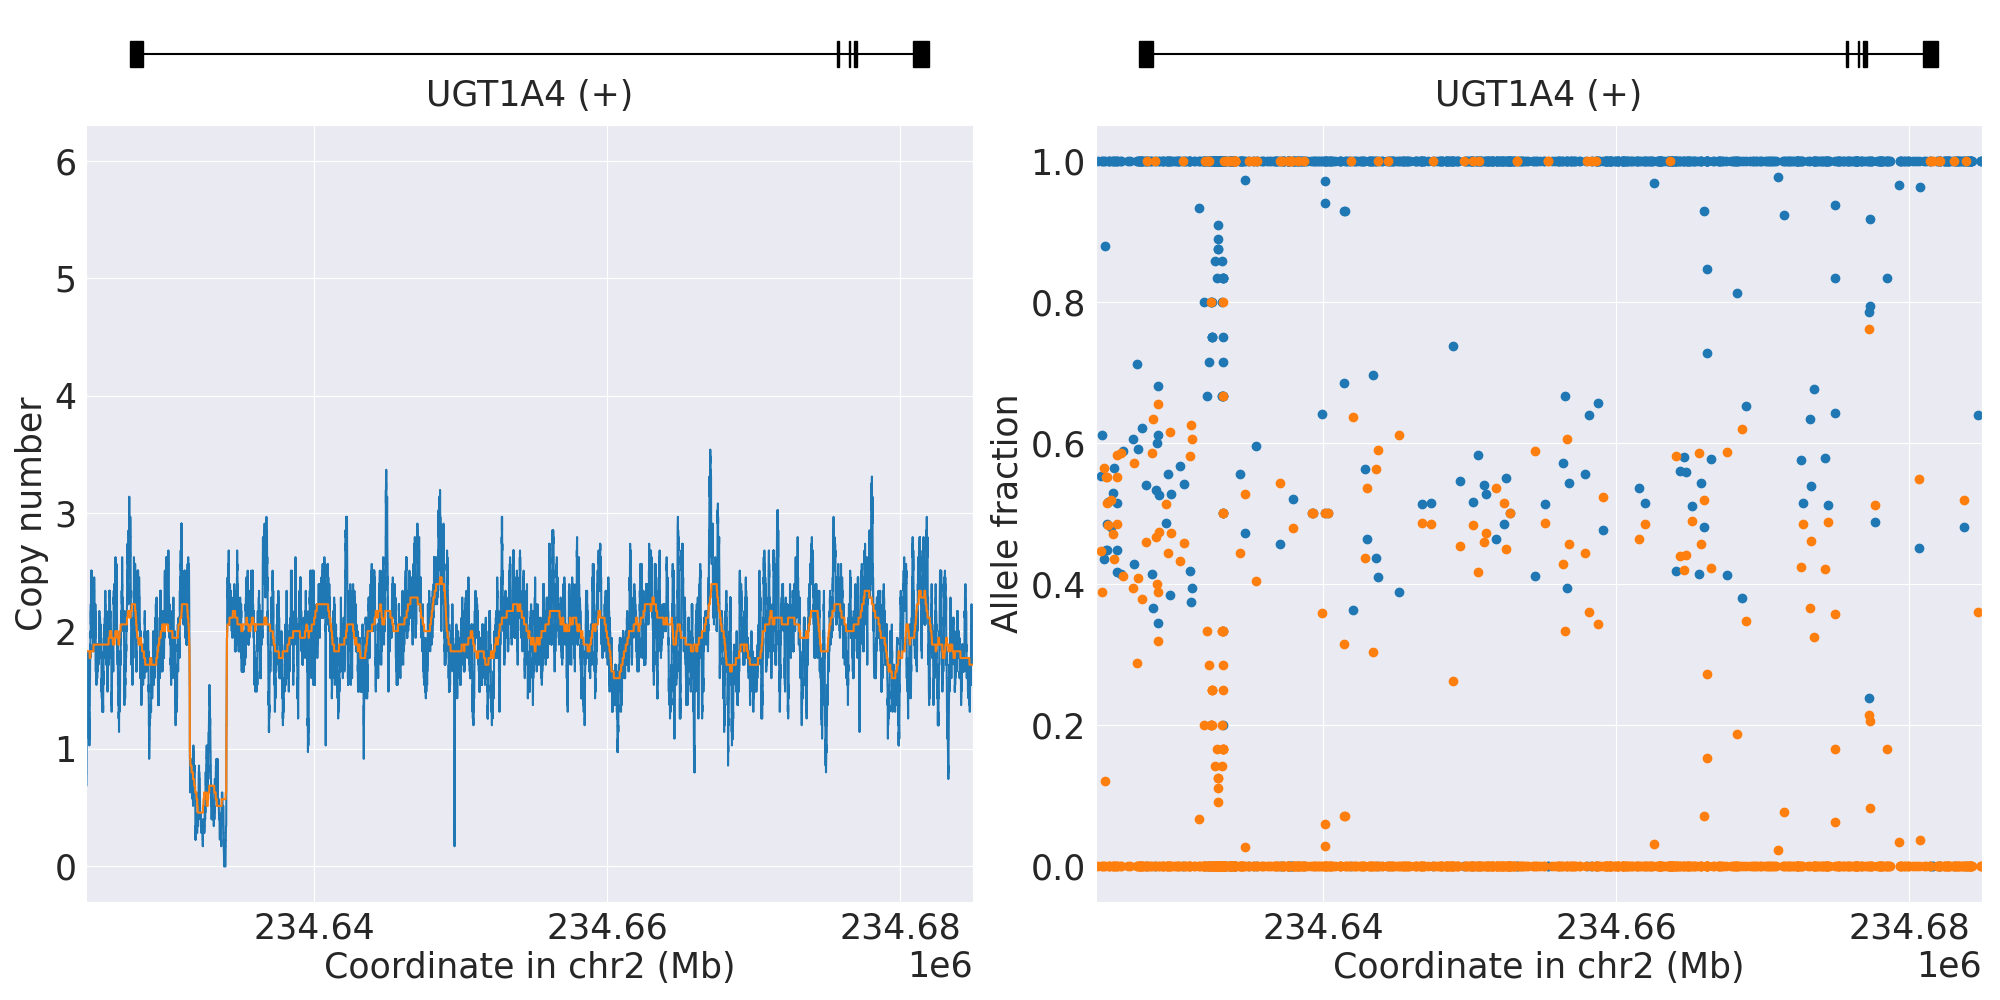 UGT1A4 (+)
6
5
4
3
2
1
0
Copy number
234.64 234.66 234.68
Coordinate in chr2 (Mb) 1e6
UGT1A4 (+)
1.0
0.8
0.6
0.4
0.2
0.0
Allele fraction
234.64 234.66 234.68
Coordinate in chr2 (Mb) 1e6